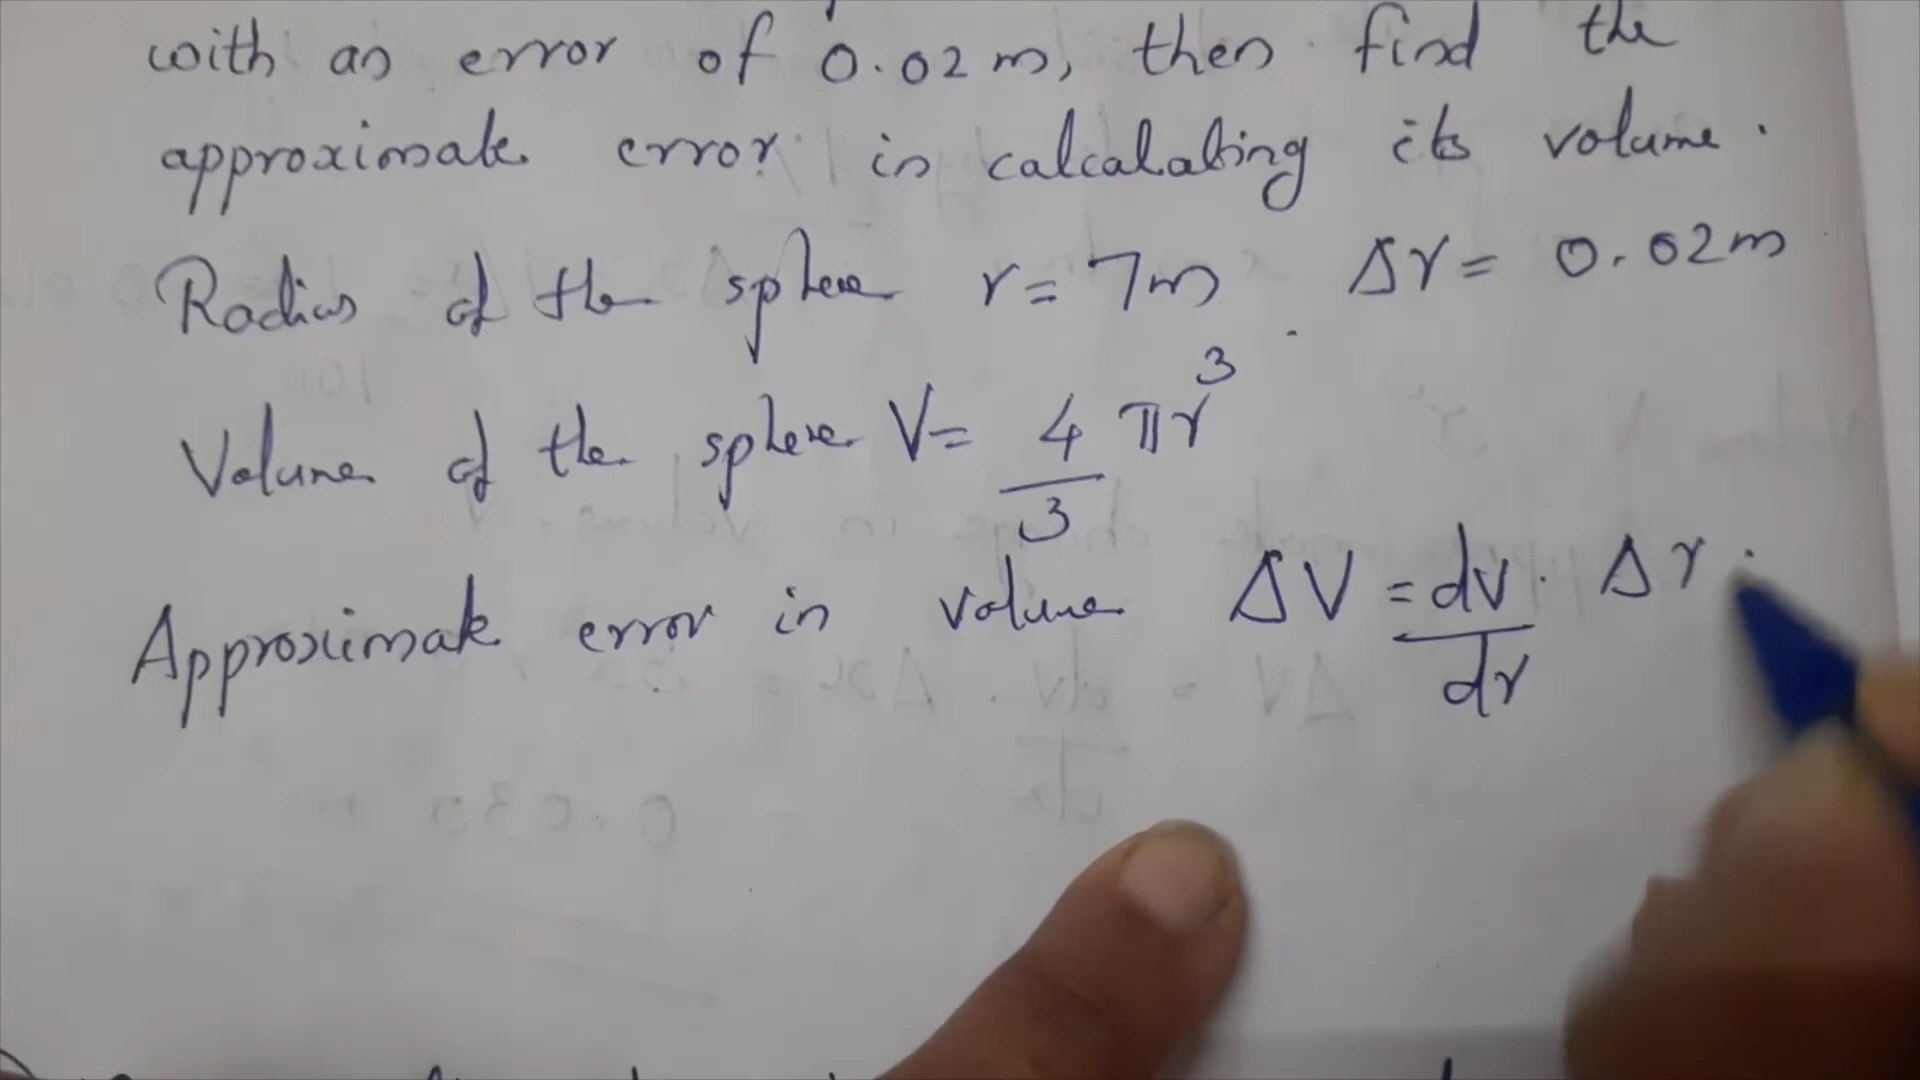 with an error of 0.02 m, then find the
approximate error in calculating its volume.
Radius of the sphere r = 7m. Δr = 0.02m
Volume of the sphere V = 4/3 πr³
Approximate error in volume ΔV = dv/dr . Δr.